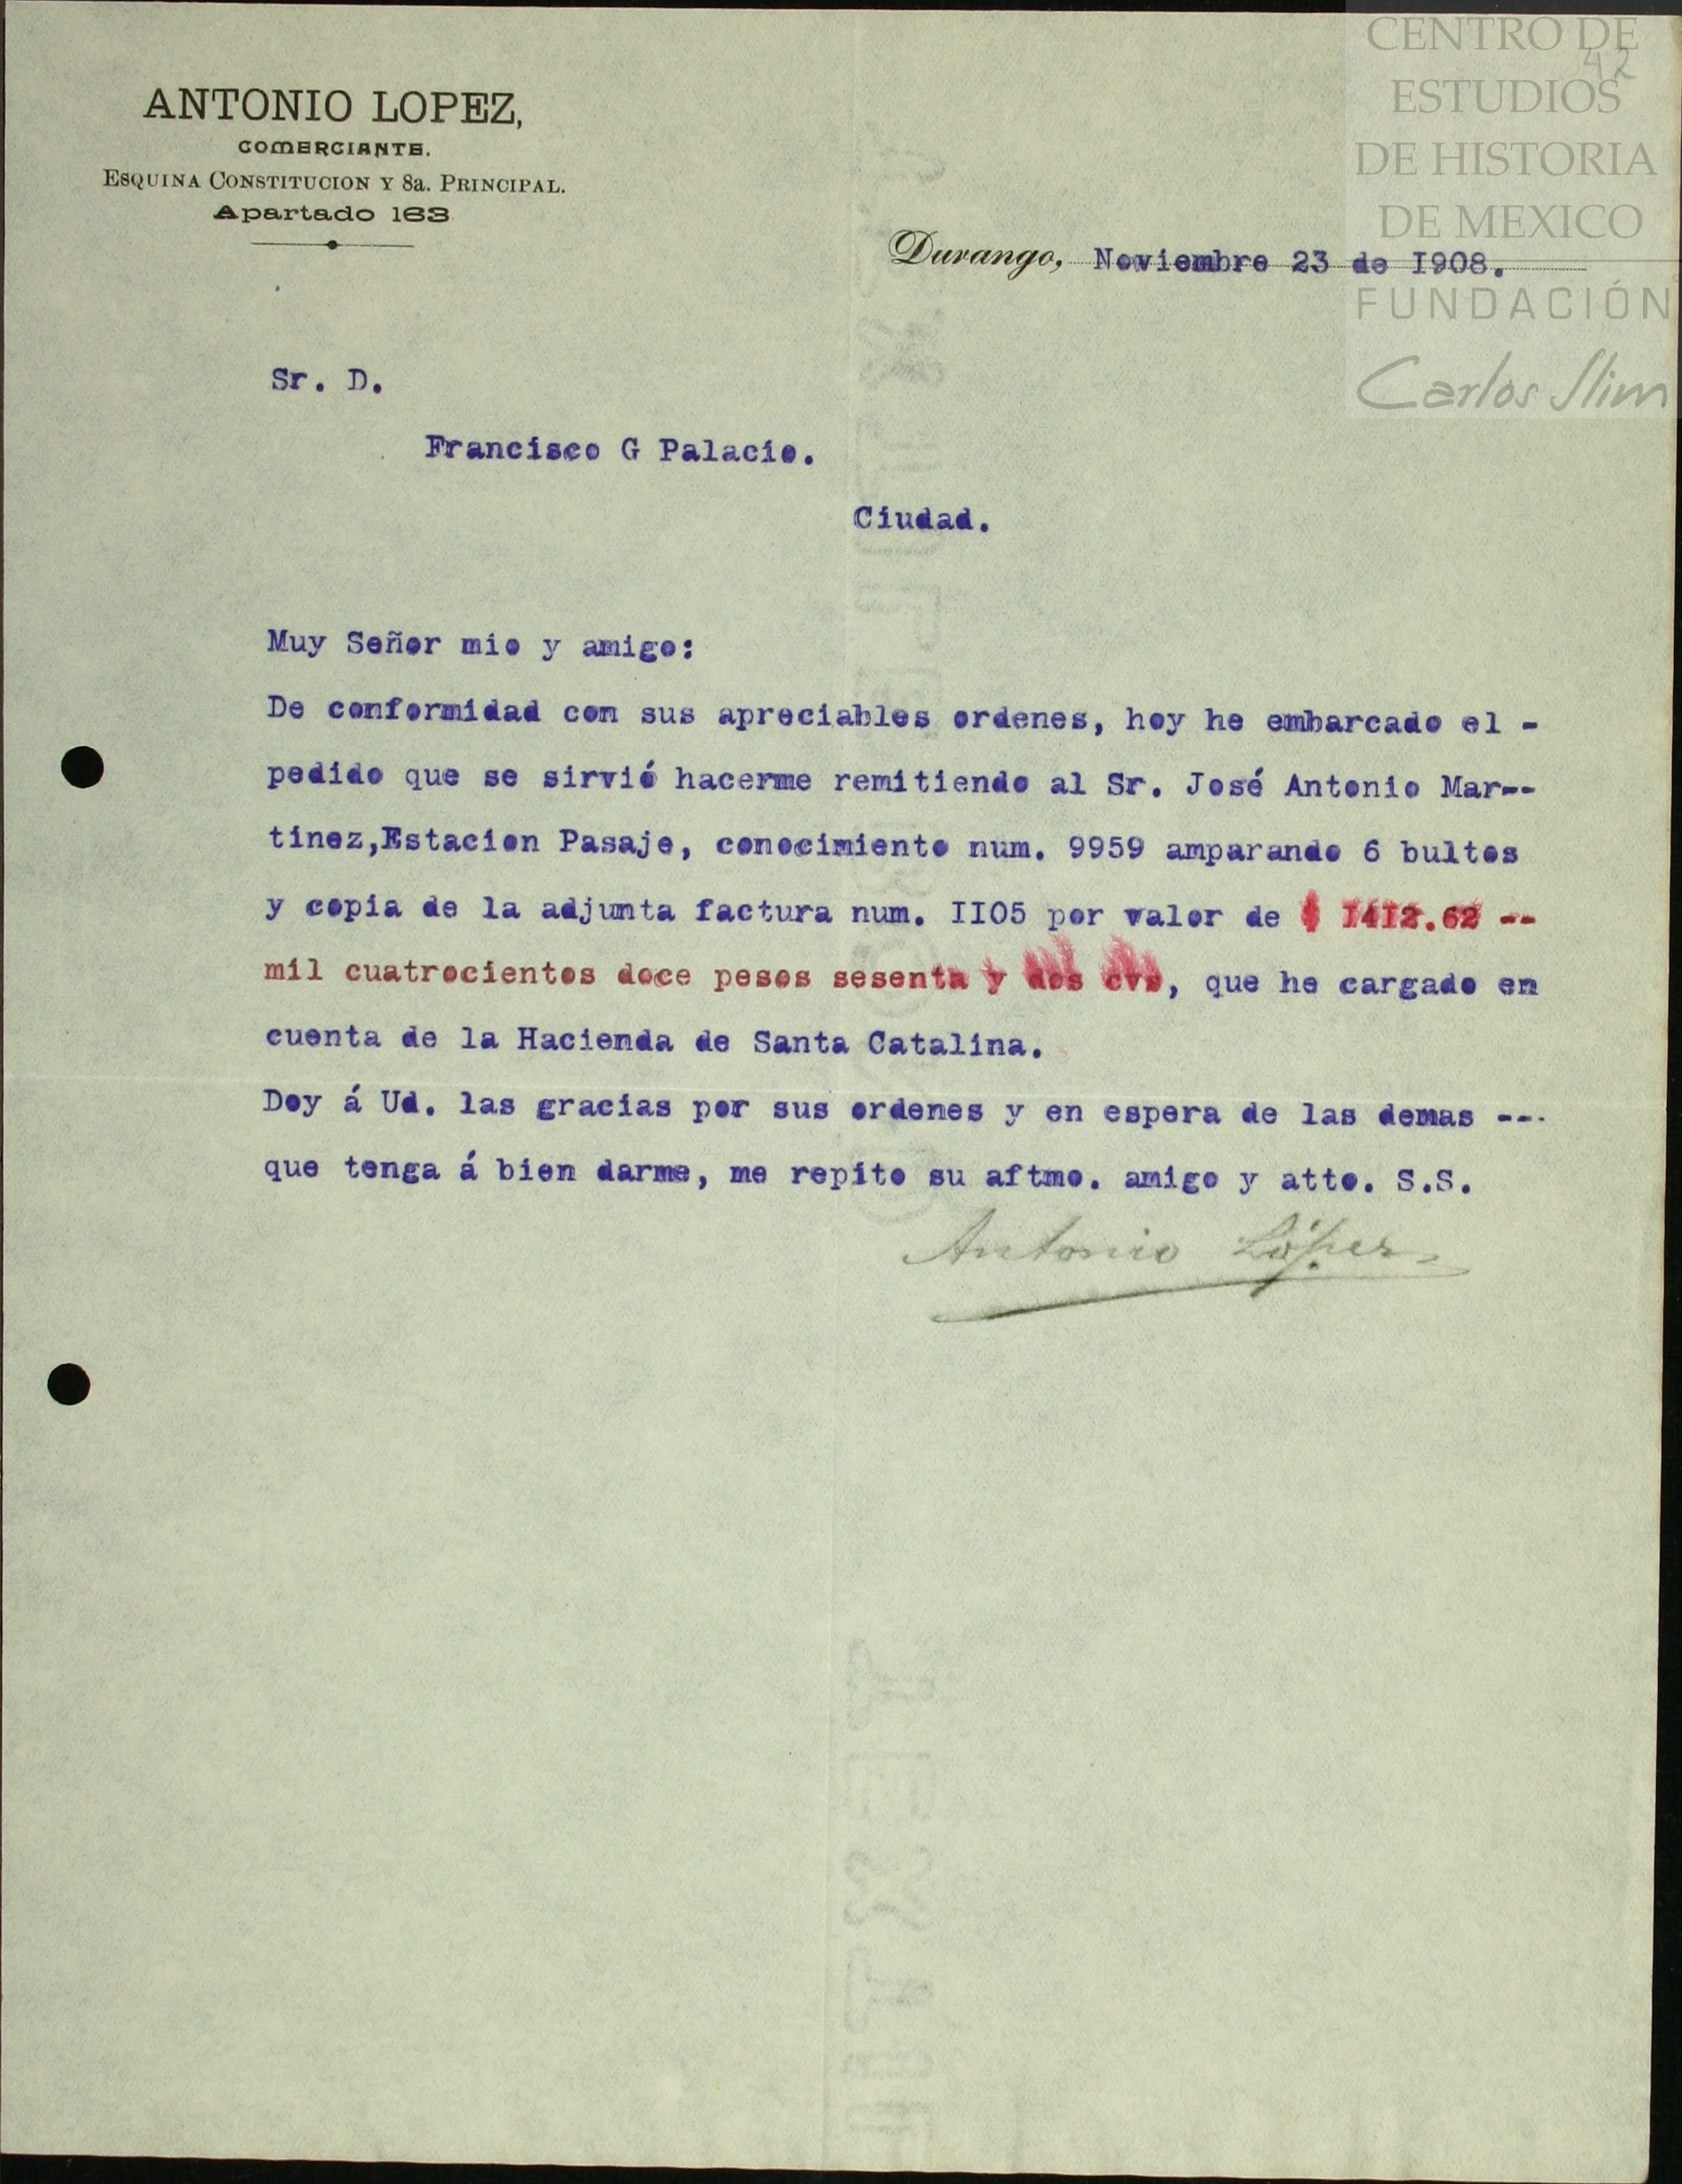 ANTONIO LOPEZ,
COMERCIANTE.
ESQUINA CONSTITUCION Y 8a. PRINCIPAL.
Apartado 163
CENTRO DE
42
ESTUDIOS
DE HISTORIA
DE MEXICO
FUNDACIÓN
Carlos Slim
Durango, Noviembre 23 de I908.
Sr. D.
Francisco G Palacio.
Ciudad.
Muy Señor mio y amigo:
De conformidad con sus apreciables ordenes, hoy he embarcado el -
pedido que se sirvió hacerme remitiendo al Sr. José Antonio Mar--
tinez,Estacion Pasaje, conocimiento num. 9959 amparando 6 bultos
y copia de la adjunta factura num. II05 por valor de $ I4I2.62 --
mil cuatrocientos doce pesos sesenta y dos cvs, que he cargado en
cuenta de la Hacienda de Santa Catalina.
Doy á Ud. las gracias por sus ordenes y en espera de las demas ---
que tenga á bien darme, me repito su aftmo. amigo y atto. S.S.
Antonio López